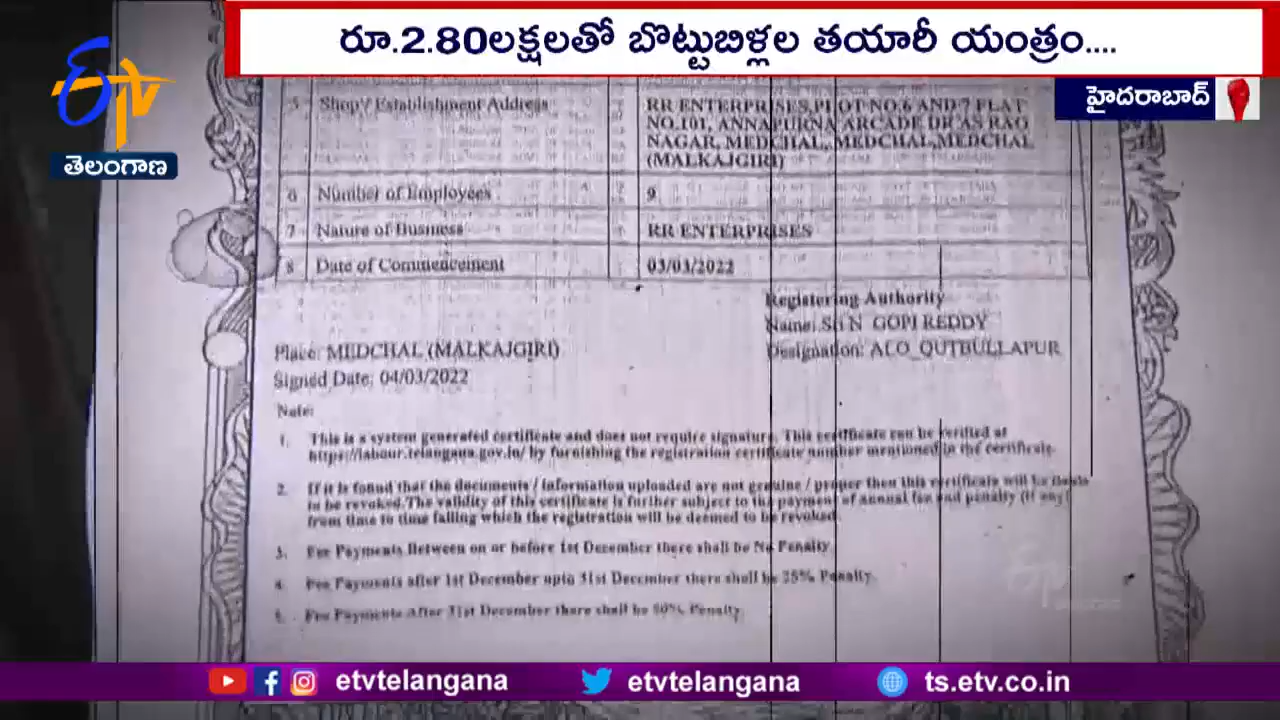 రూ.2.80లక్షలతో బొట్టుబిళ్లల తయారీ యంత్రం....
ETV
తెలంగాణ
హైదరాబాద్
5 Shop / Establishment Address : RR ENTERPRISES,PLOT NO.6 AND 7 FLAT
NO.101, ANNAPURNA ARCADE DR AS RAO
NAGAR, MEDCHAL, MEDCHAL,MEDCHAL
(MALKAJGIRI)
6 Number of Employees : 9
7 Nature of Business : RR ENTERPRISES
8 Date of Commencement : 03/03/2022
Registering Authority
Name: Sri N GOPI REDDY
Designation: ALO_QUTBULLAPUR
Place: MEDCHAL (MALKAJGIRI)
Signed Date: 04/03/2022
Note:
1. This is a system generated certificate and does not require signature. This certificate can be verified at
https://labour.telangana.gov.in/ by furnishing the registration certificate number mentioned in the certificate.
2. If it is found that the documents / information uploaded are not genuine / proper then this certificate will be
to be revoked.The validity of this certificate is further subject to the payment of annual fee and penalty (if any)
from time to time failing which the registration will be deemed to be revoked.
3. Fee Payments Between on or before 1st December there shall be No Penalty.
4. Fee Payments after 1st December upto 31st December there shall be 25% Penalty.
5. Fee Payments After 31st December there shall be 50% Penalty.
etvtelangana etvtelangana ts.etv.co.in